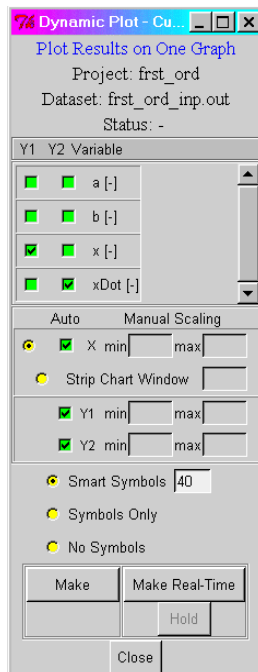 Dynamic Plot - Cu...
Plot Results on One Graph
Project: frst_ord
Dataset: frst_ord_inp.out
Status: -
Y1 Y2 Variable
a [-]
b [-]
x [-]
xDot [-]
Auto Manual Scaling
X min max
Strip Chart Window
Y1 min max
Y2 min max
Smart Symbols 40
Symbols Only
No Symbols
Make Make Real-Time
Hold
Close